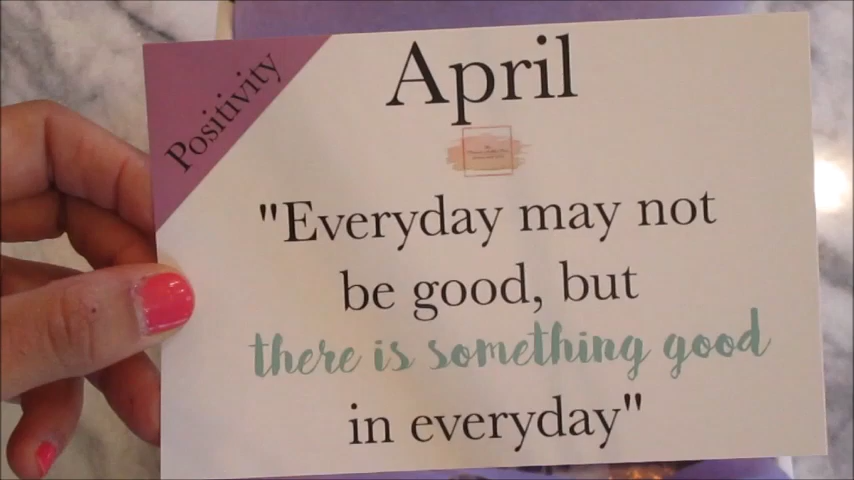 Positivity
April
"Everyday may not
be good, but
there is something good
in everyday"